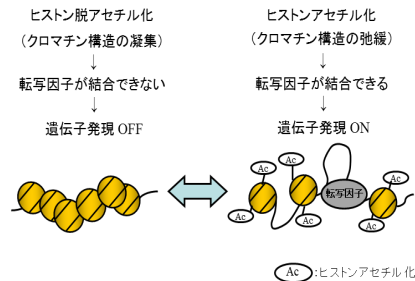 ヒストン脱アセチル化
(クロマチン構造の凝集)
↓
転写因子が結合できない
↓
遺伝子発現 OFF
ヒストンアセチル化
(クロマチン構造の弛緩)
↓
転写因子が結合できる
↓
遺伝子発現 ON
Ac
Ac
Ac
転写因子
Ac
Ac
Ac
Ac :ヒストンアセチル化